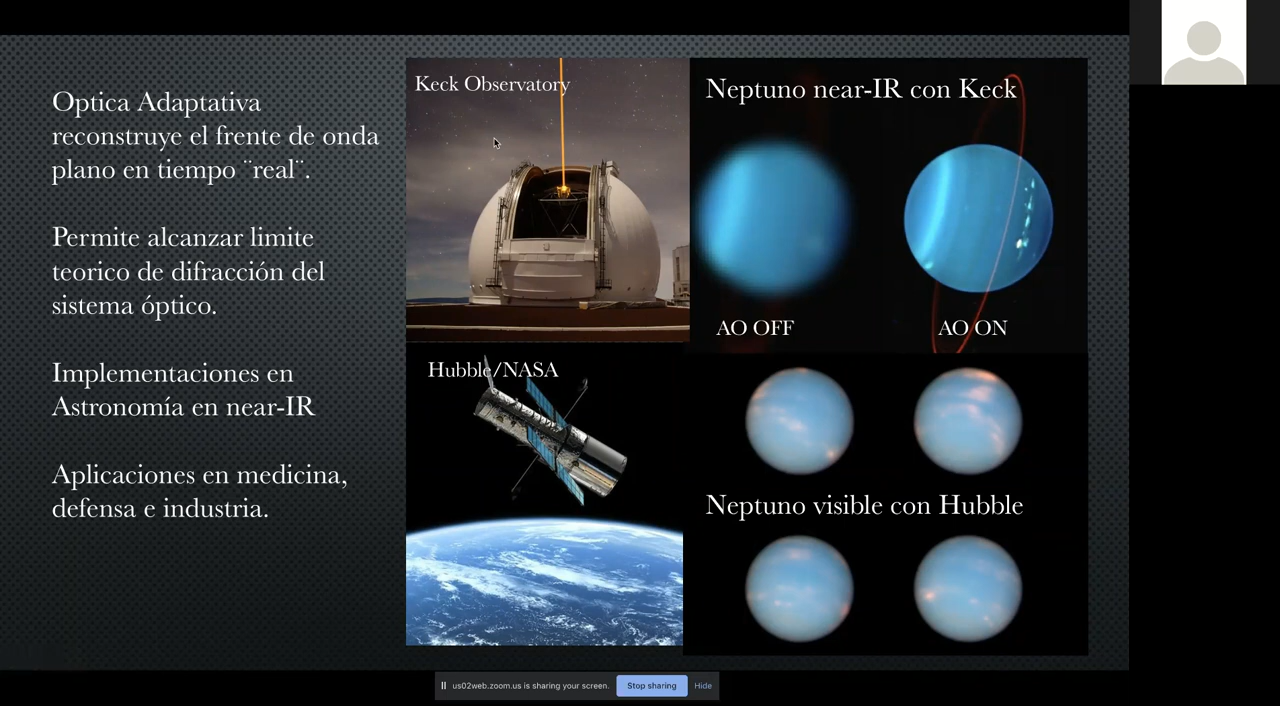 Optica Adaptativa
reconstruye el frente de onda
plano en tiempo ¨real¨.
Permite alcanzar limite
teorico de difracción del
sistema óptico.
Implementaciones en
Astronomía en near-IR
Aplicaciones en medicina,
defensa e industria.
Keck Observatory
Neptuno near-IR con Keck
AO OFF
AO ON
Hubble/NASA
Neptuno visible con Hubble
us02web.zoom.us is sharing your screen.
Stop sharing
Hide